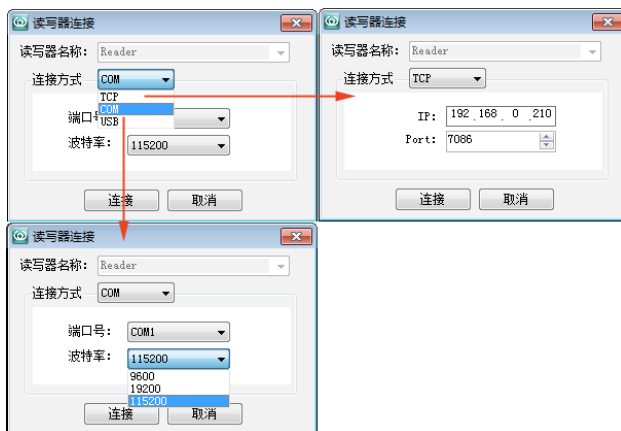 读写器连接
读写器名称: Reader
连接方式 COM
TCP
COM
USB
端口号
波特率: 115200
连接 取消
读写器连接
读写器名称: Reader
连接方式 TCP
IP: 192 .168 . 0 .210
Port: 7086
连接 取消
读写器连接
读写器名称: Reader
连接方式 COM
端口号: COM1
波特率: 115200
9600
19200
115200
连接 取消